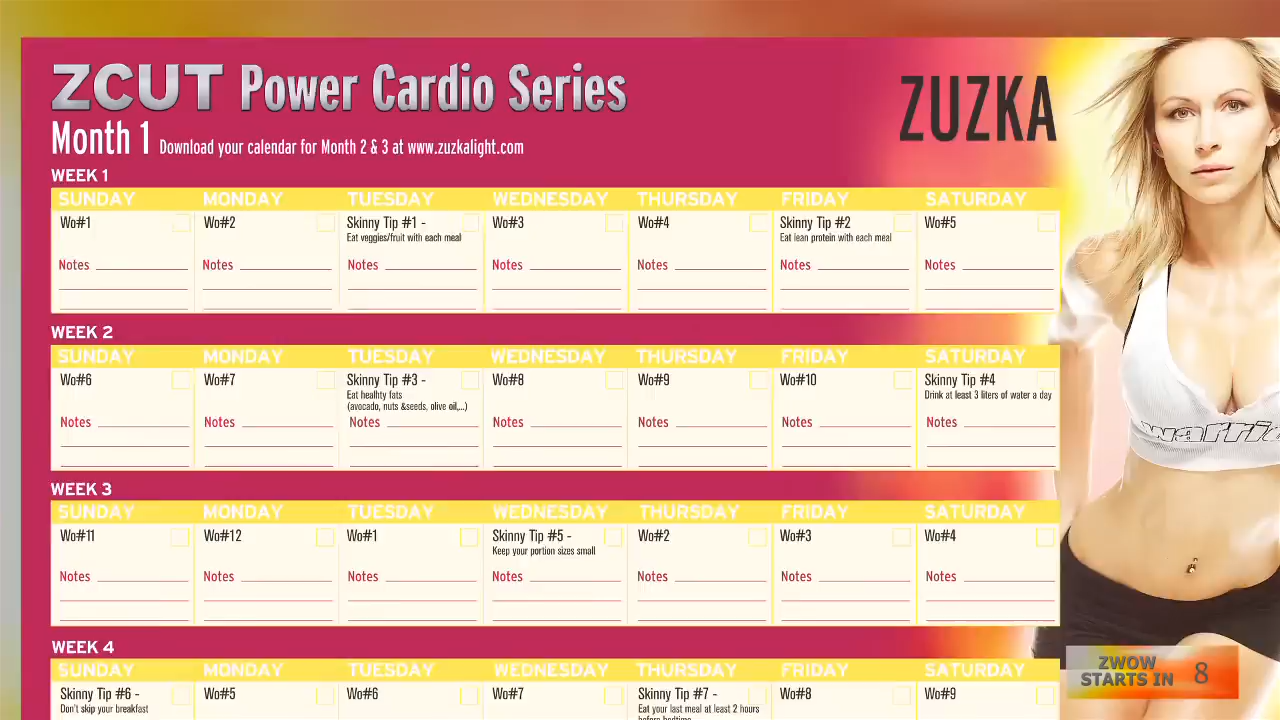 ZCUT Power Cardio Series
ZUZKA
Month 1 Download your calendar for Month 2 & 3 at www.zuzkalight.com
WEEK 1
SUNDAY MONDAY TUESDAY WEDNESDAY THURSDAY FRIDAY SATURDAY
Wo#1 Wo#2 Skinny Tip #1 - Wo#3 Wo#4 Skinny Tip #2 Wo#5
Eat veggies/fruit with each meal Eat lean protein with each meal
Notes Notes Notes Notes Notes Notes Notes
WEEK 2
SUNDAY MONDAY TUESDAY WEDNESDAY THURSDAY FRIDAY SATURDAY
Wo#6 Wo#7 Skinny Tip #3 - Wo#8 Wo#9 Wo#10 Skinny Tip #4
Eat healhty fats Drink at least 3 liters of water a day
(avocado, nuts &seeds, olive oil,...)
Notes Notes Notes Notes Notes Notes Notes
warri
WEEK 3
SUNDAY MONDAY TUESDAY WEDNESDAY THURSDAY FRIDAY SATURDAY
Wo#11 Wo#12 Wo#1 Skinny Tip #5 - Wo#2 Wo#3 Wo#4
Keep your portion sizes small
Notes Notes Notes Notes Notes Notes Notes
WEEK 4
SUNDAY MONDAY TUESDAY WEDNESDAY THURSDAY FRIDAY SATURDAY
Skinny Tip #6 - Wo#5 Wo#6 Wo#7 Skinny Tip #7 - Wo#8 Wo#9
Don't skip your breakfast Eat your last meal at least 2 hours
before bedtime
ZWOW
STARTS IN 8